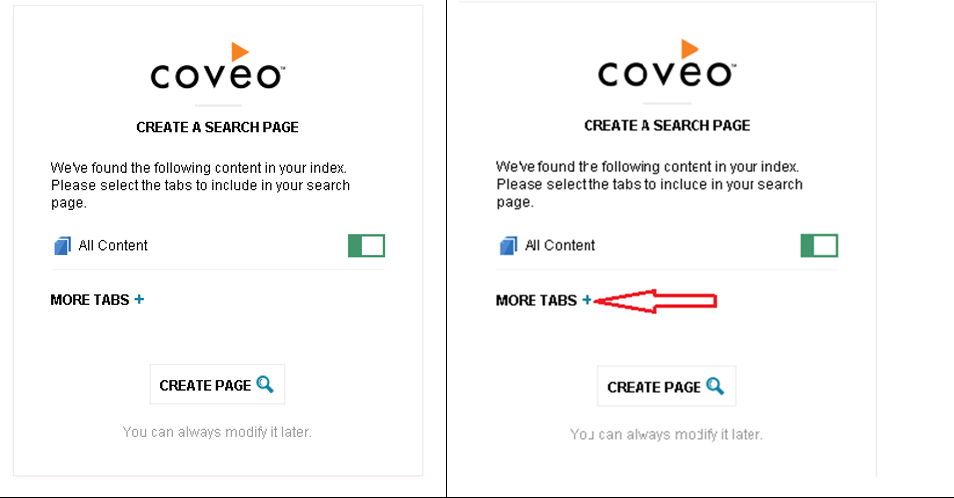 coveo™
CREATE A SEARCH PAGE
We've found the following content in your index.
Please select the tabs to include in your search
page.
All Content
MORE TABS +
CREATE PAGE
You can always modify it later.
coveo™
CREATE A SEARCH PAGE
We've found the following content in your index.
Please select the tabs to include in your search
page.
All Content
MORE TABS +
CREATE PAGE
You can always modify it later.